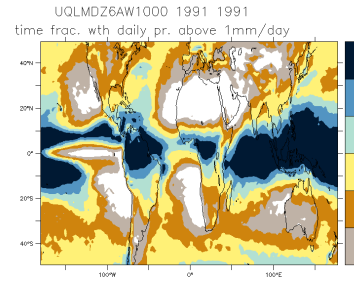 UQLMDZ6AW1000 1991 1991
time frac. wth daily pr. above 1mm/day
40°N
20°N
0°
20°S
40°S
100°W
0°
100°E